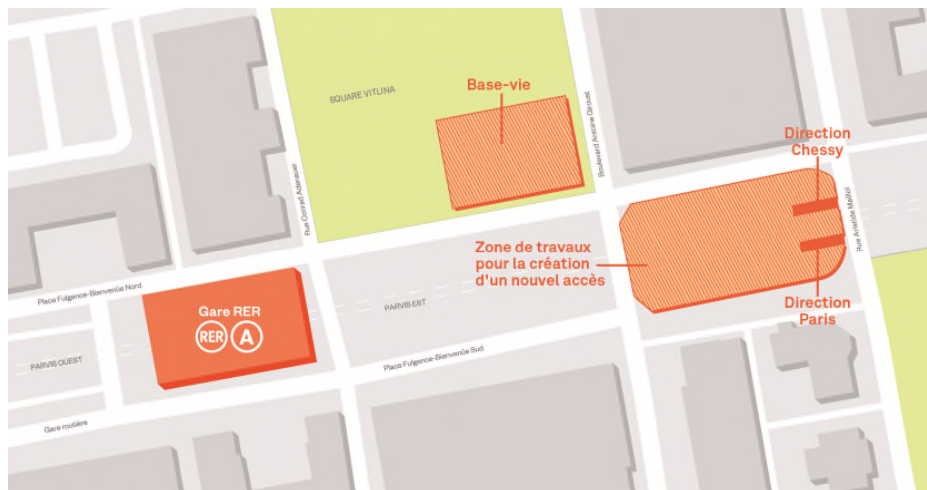 SQUARE VITLINA
Base-vie
Boulevard Antoine Giroust
Direction
Chessy
Rue Conrad Adenauer
Rue Aristide Maillol
Zone de travaux
pour la création
d'un nouvel accès
Place Fulgence-Bienvenüe Nord
Gare RER
RER A
PARVIS EST
Direction
Paris
PARVIS OUEST
Place Fulgence-Bienvenüe Sud
Gare routière